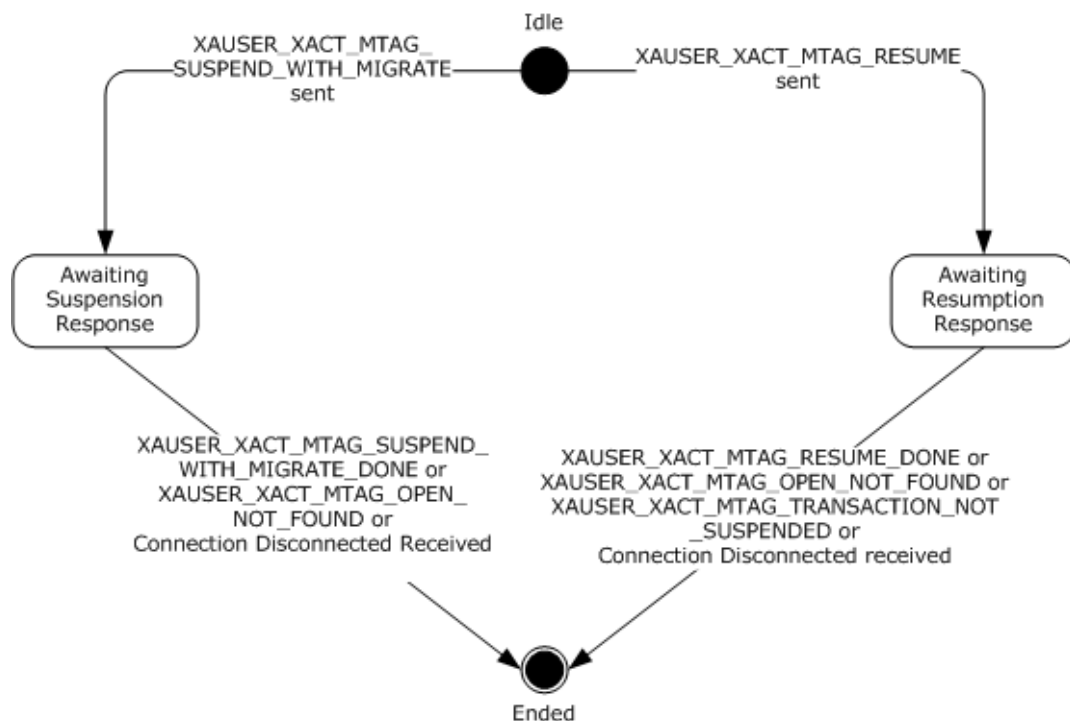 Idle
XAUSER_XACT_MTAG_
SUSPEND_WITH_MIGRATE
sent
XAUSER_XACT_MTAG_RESUME
sent
Awaiting
Suspension
Response
Awaiting
Resumption
Response
XAUSER_XACT_MTAG_SUSPEND_
WITH_MIGRATE_DONE or
XAUSER_XACT_MTAG_OPEN_
NOT_FOUND or
Connection Disconnected Received
XAUSER_XACT_MTAG_RESUME_DONE or
XAUSER_XACT_MTAG_OPEN_NOT_FOUND or
XAUSER_XACT_MTAG_TRANSACTION_NOT
_SUSPENDED or
Connection Disconnected received
Ended